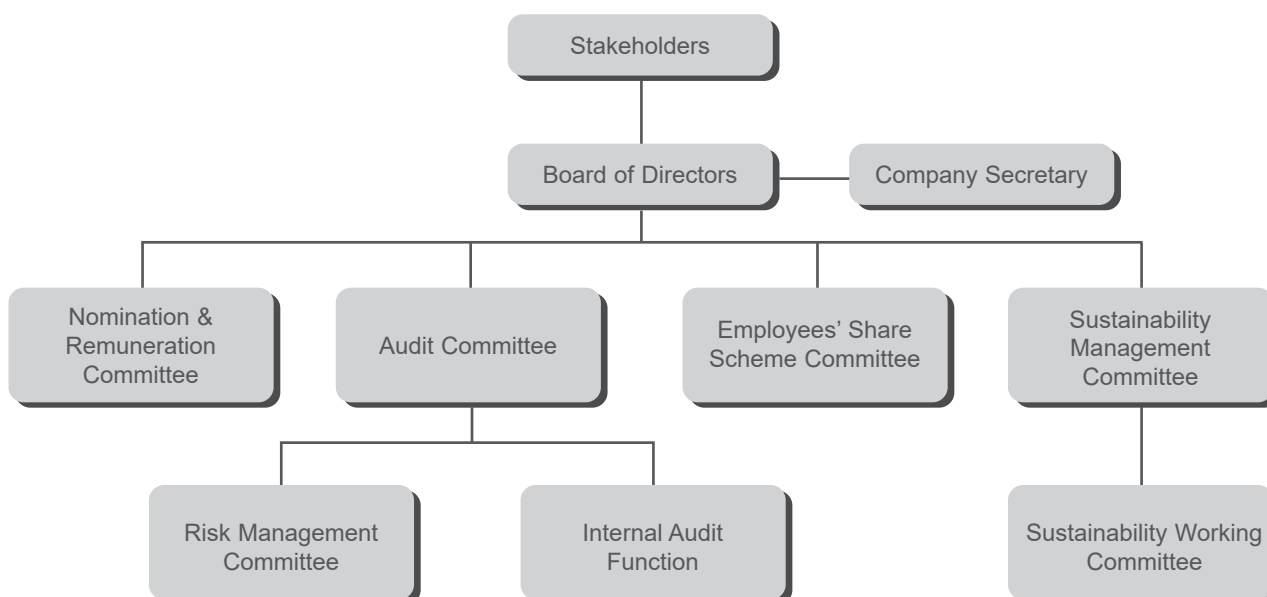 Stakeholders
Board of Directors
Company Secretary
Nomination &
Remuneration
Committee
Audit Committee
Employees’ Share
Scheme Committee
Sustainability
Management
Committee
Risk Management
Committee
Internal Audit
Function
Sustainability Working
Committee